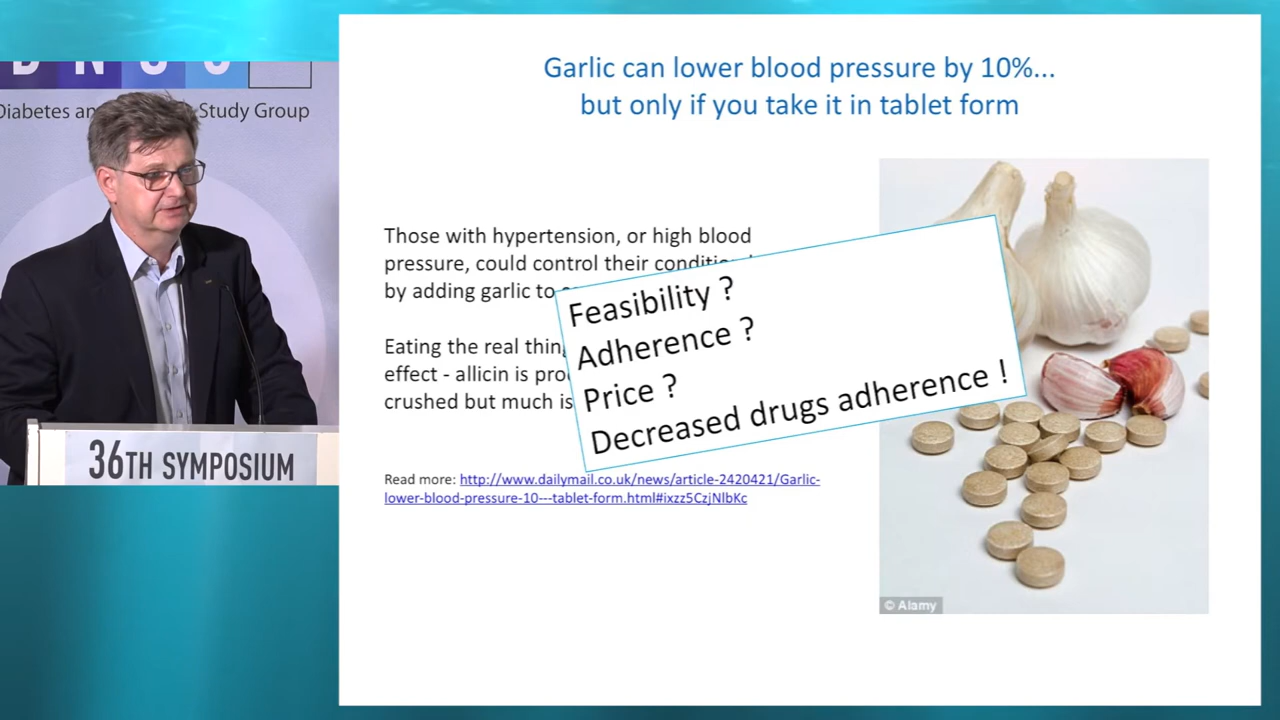 Diabetes an
Study Group
36TH SYMPOSIUM
Garlic can lower blood pressure by 10%...
but only if you take it in tablet form
Those with hypertension, or high blood
pressure, could control their
by adding garlic to
Eating the real thing
effect - allicin is
crushed but much is
Feasibility ?
Adherence ?
Price ?
Decreased drugs adherence !
Read more: http://www.dailymail.co.uk/news/article-2420421/Garlic-
lower-blood-pressure-10---tablet-form.html#ixzz5CzjNlbKc
© Alamy